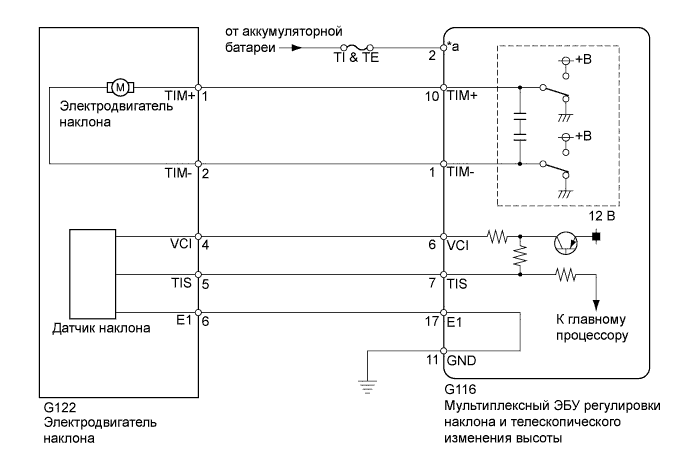 от аккумуляторной
батареи
TI & TE
2
*a
+B
M
TIM+
1
10
TIM+
Электродвигатель
наклона
+B
TIM-
2
1
TIM-
12 В
VCI
4
6
VCI
TIS
5
7
TIS
Датчик наклона
E1
6
17
E1
К главному
процессору
11
GND
G122
Электродвигатель
наклона
G116
Мультиплексный ЭБУ регулировки
наклона и телескопического
изменения высоты